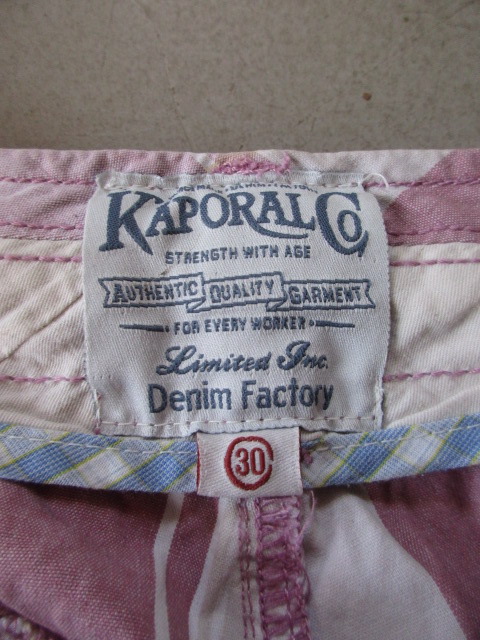 KAPORAL CO
STRENGTH WITH AGE
AUTHENTIC QUALITY GARMENT
FOR EVERY WORKER
Limited Inc.
Denim Factory
30